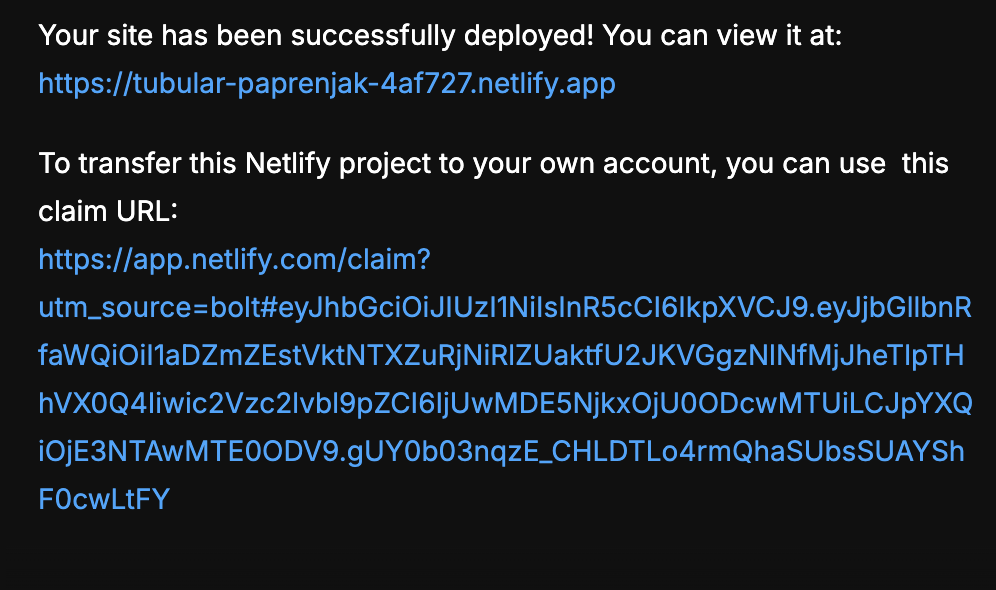 Your site has been successfully deployed! You can view it at:
https://tubular-paprenjak-4af727.netlify.app
To transfer this Netlify project to your own account, you can use  this
claim URL:
https://app.netlify.com/claim?
utm_source=bolt#eyJhbGciOiJIUzI1NiIsInR5cCI6IkpXVCJ9.eyJjbGllbnR
faWQiOiI1aDZmZEstVktNTXZuRjNiRlZUaktfU2JKVGgzNlNfMjJheTlpTH
hVX0Q4Iiwic2Vzc2lvbl9pZCI6IjUwMDE5NjkxOjU0ODcwMTUiLCJpYXQ
iOjE3NTAwMTE0ODV9.gUY0b03nqzE_CHLDTLo4rmQhaSUbsSUAYSh
F0cwLtFY